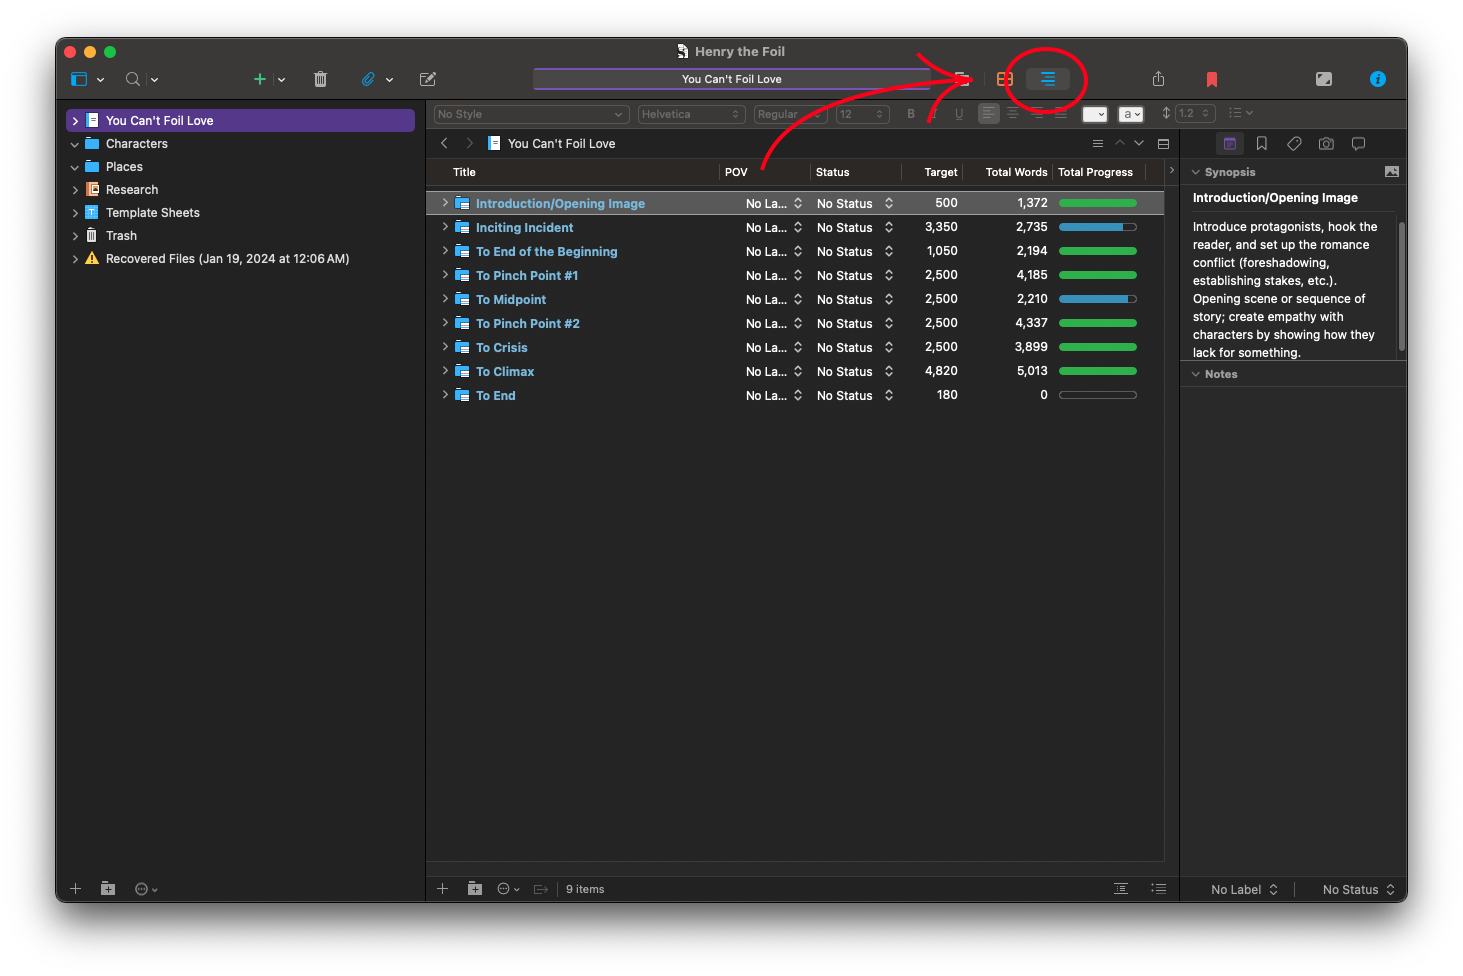 Henry the Foil
You Can't Foil Love
No Style
Helvetica
Regular
12
B
U
a
1.2
You Can't Foil Love
Characters
Places
Research
Template Sheets
Trash
Recovered Files (Jan 19, 2024 at 12:06 AM)
You Can't Foil Love
Title POV Status Target Total Words Total Progress
Introduction/Opening Image No La... No Status 500 1,372
Inciting Incident No La... No Status 3,350 2,735
To End of the Beginning No La... No Status 1,050 2,194
To Pinch Point #1 No La... No Status 2,500 4,185
To Midpoint No La... No Status 2,500 2,210
To Pinch Point #2 No La... No Status 2,500 4,337
To Crisis No La... No Status 2,500 3,899
To Climax No La... No Status 4,820 5,013
To End No La... No Status 180 0
9 items
Synopsis
Introduction/Opening Image
Introduce protagonists, hook the
reader, and set up the romance
conflict (foreshadowing,
establishing stakes, etc.).
Opening scene or sequence of
story; create empathy with
characters by showing how they
lack for something.
Notes
No Label
No Status